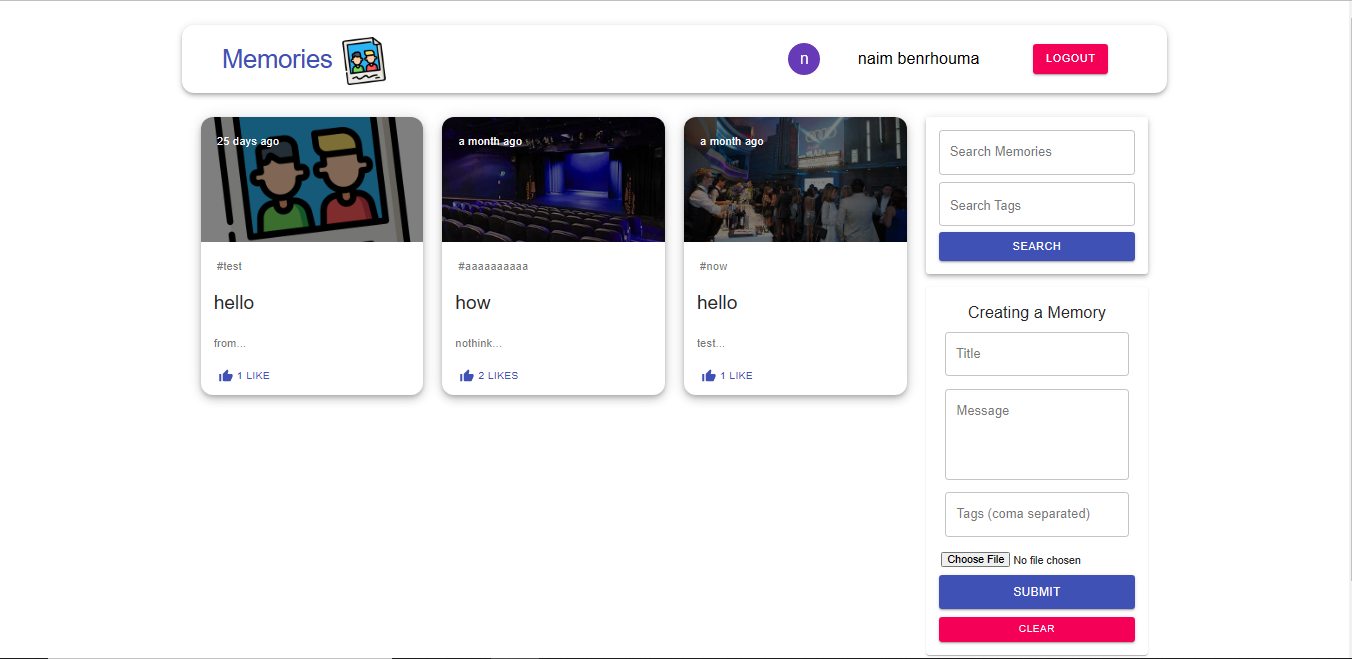 Memories
n
naim benrhouma
LOGOUT
25 days ago
#test
hello
from...
1 LIKE
a month ago
#aaaaaaaaaa
how
nothink...
2 LIKES
a month ago
#now
hello
test...
1 LIKE
Search Memories
Search Tags
SEARCH
Creating a Memory
Title
Message
Tags (coma separated)
Choose File No file chosen
SUBMIT
CLEAR